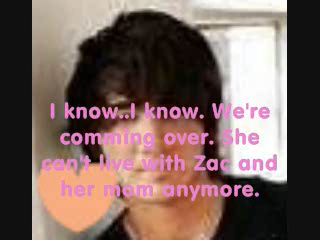 I know..I know. We're
comming over. She
can't live with Zac and
her mom anymore.